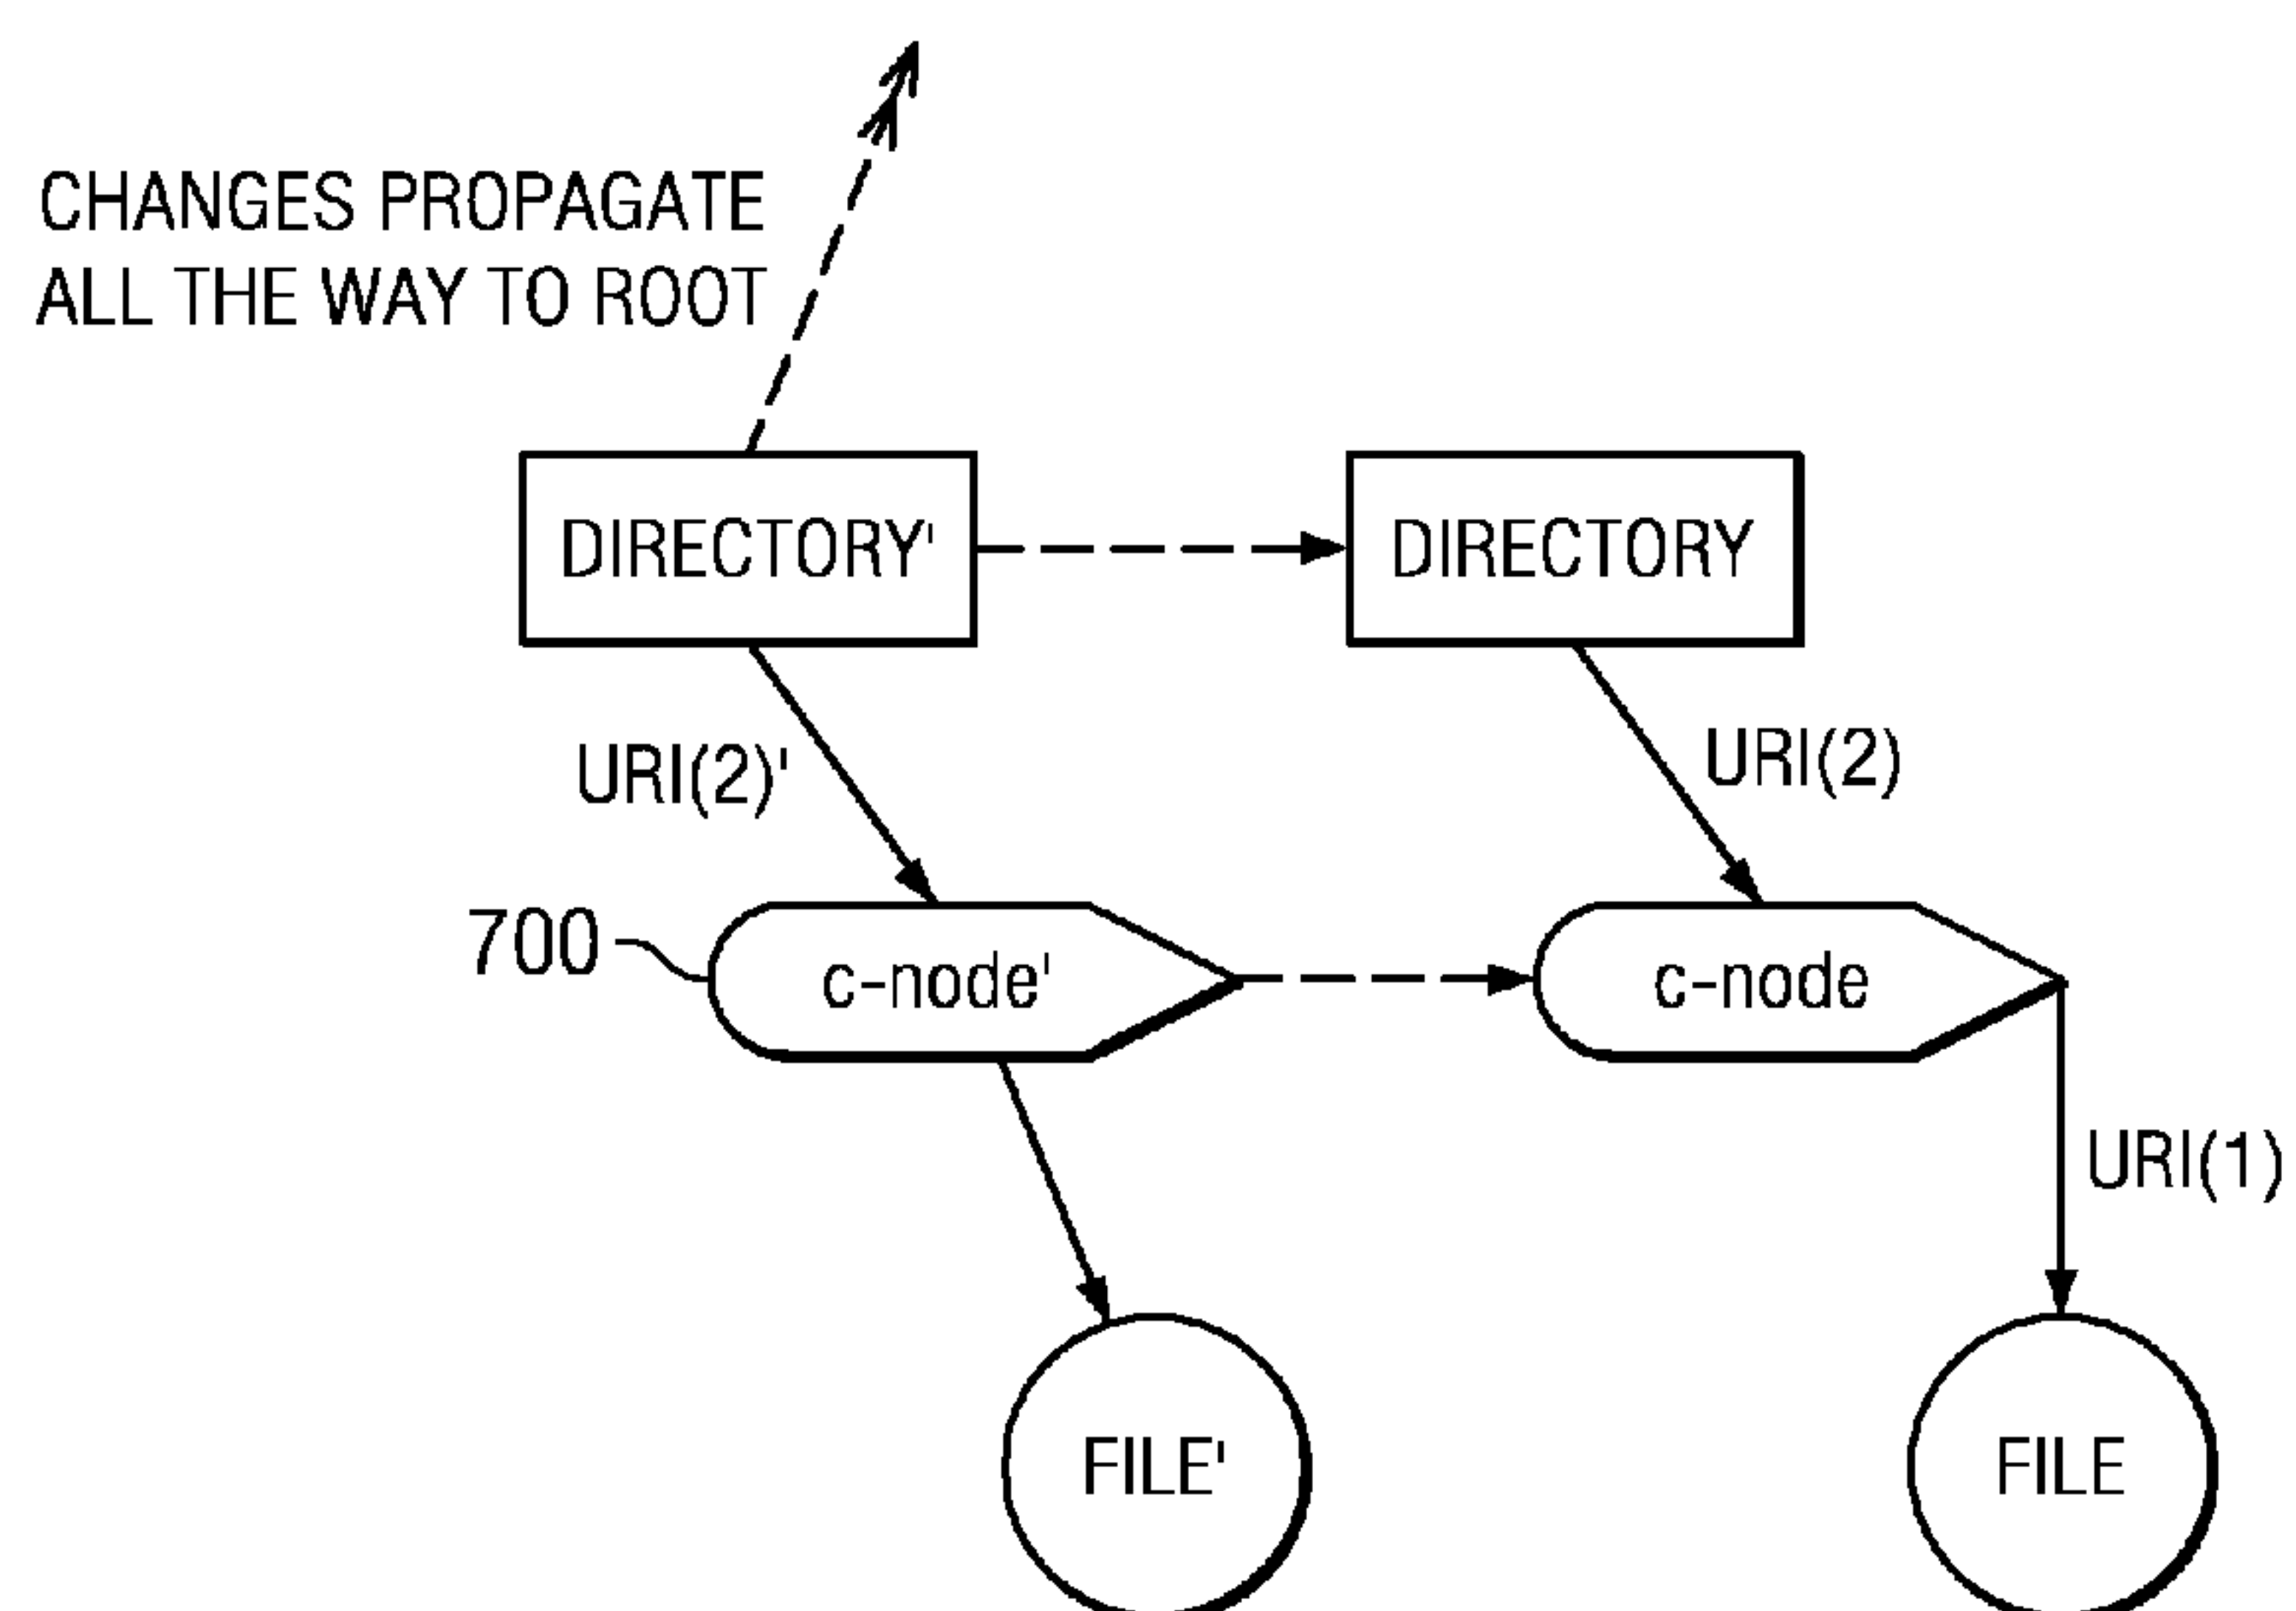 CHANGES PROPAGATE
ALL THE WAY TO ROOT
DIRECTORY'
DIRECTORY
URI(2)'
URI(2)
700
c-node'
c-node
URI(1)
FILE'
FILE